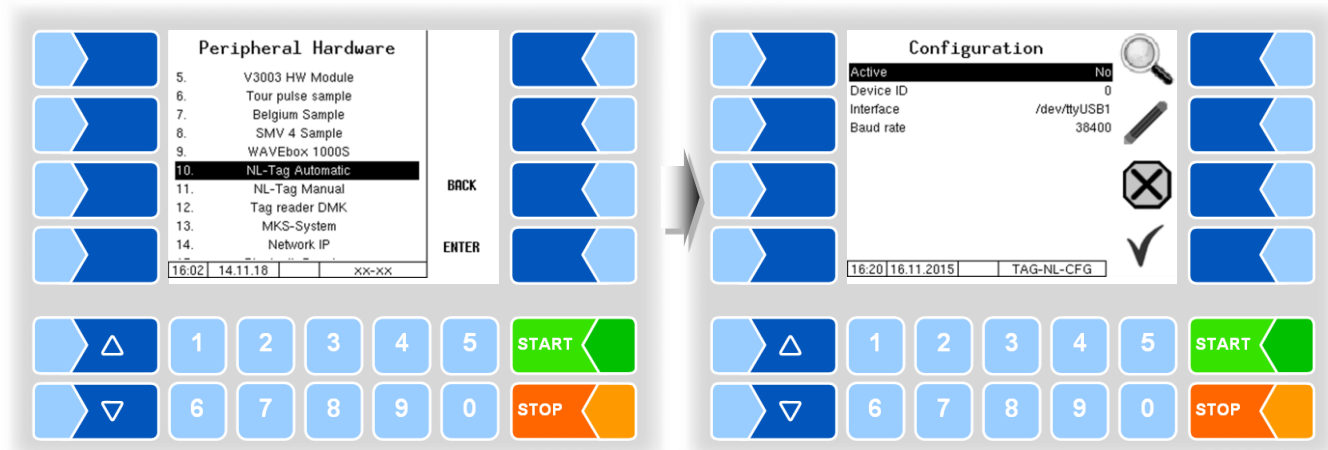 Peripheral Hardware
5. V3003 HW Module
6. Tour pulse sample
7. Belgium Sample
8. SMV 4 Sample
9. WAVEbox 1000S
10. NL-Tag Automatic
11. NL-Tag Manual
12. Tag reader DMK
13. MKS-System
14. Network IP
BACK
ENTER
16:02 14.11.18 xx-xx
1 2 3 4 5 START
6 7 8 9 0 STOP
Configuration
Active No
Device ID 0
Interface /dev/ttyUSB1
Baud rate 38400
16:20 16.11.2015 TAG-NL-CFG
1 2 3 4 5 START
6 7 8 9 0 STOP